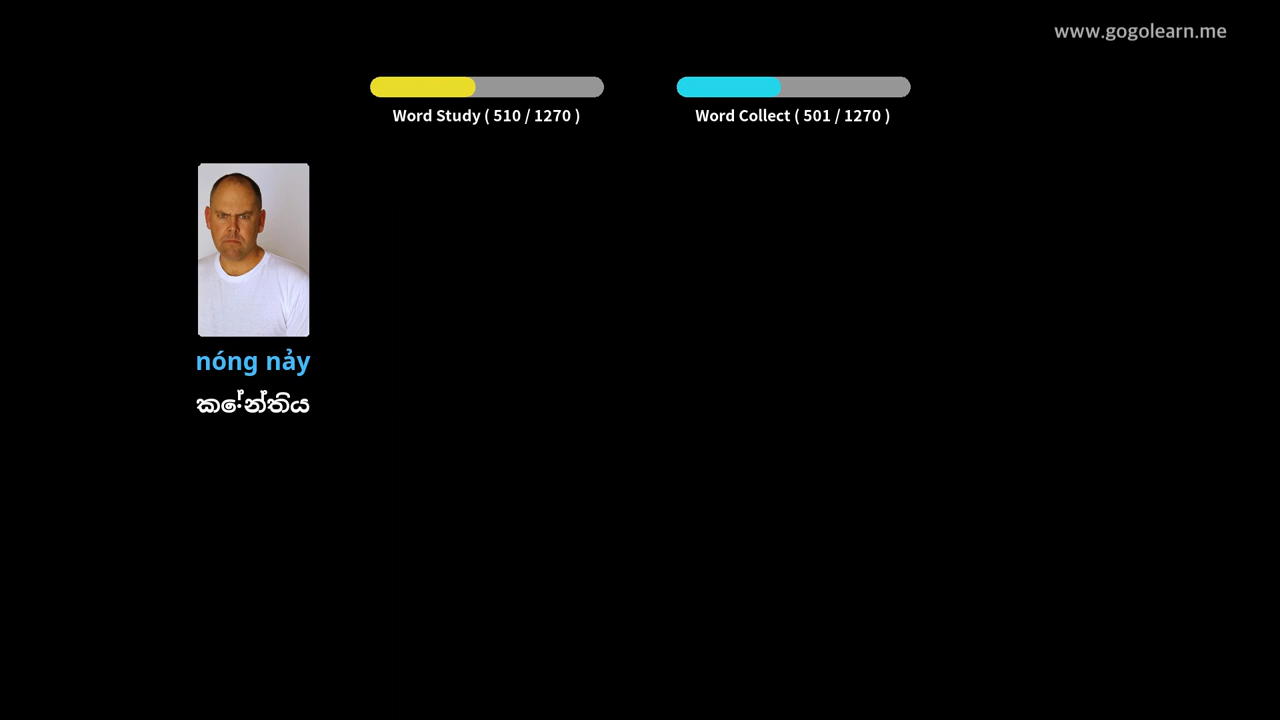 www.gogolearn.me
Word Study ( 510 / 1270 )
Word Collect ( 501 / 1270 )
nóng nảy
කේන්තිය